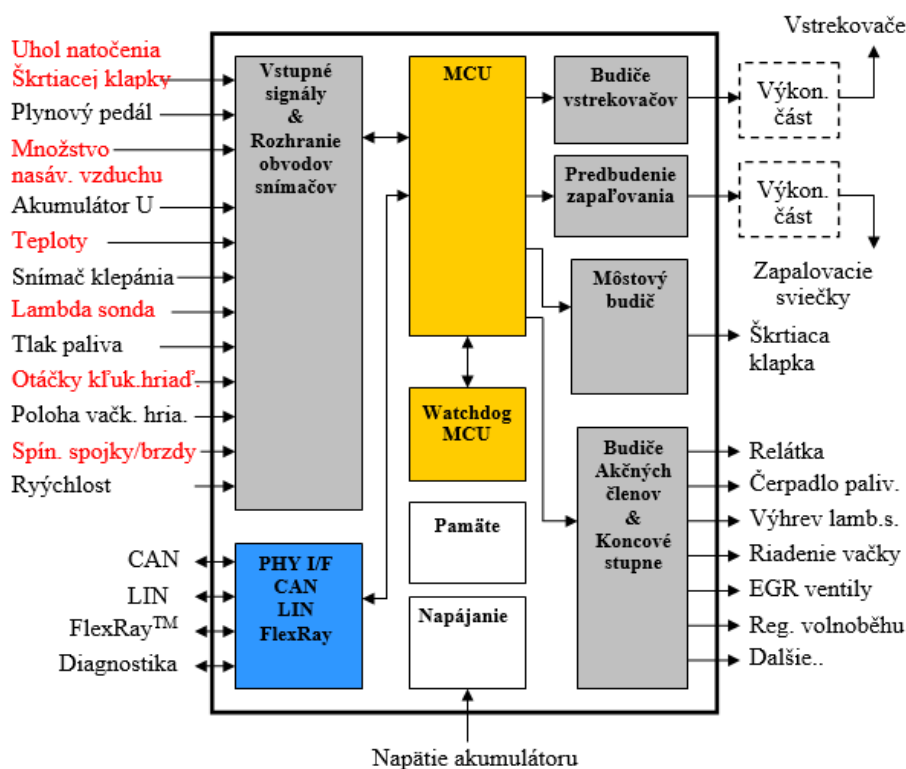 Uhol natočenia
Škrtiacej klapky
Plynový pedál
Množstvo
nasáv. vzduchu
Akumulátor U
Teploty
Snímač klepánia
Lambda sonda
Tlak paliva
Otáčky kľuk.hriaď.
Poloha vačk. hria.
Spín. spojky/brzdy
Ryýchlost
CAN
LIN
FlexRay™
Diagnostika
Vstupné
signály
&
Rozhranie
obvodov
snímačov
PHY I/F
CAN
LIN
FlexRay
MCU
Watchdog
MCU
Pamäte
Napájanie
Napätie akumulátoru
Budiče
vstrekovačov
Predbudenie
zapaľovania
Môstový
budič
Budiče
Akčných
členov
&
Koncové
stupne
Vstrekovače
Výkon.
část
Výkon.
část
Zapalovacie
sviečky
Škrtiaca
klapka
Relátka
Čerpadlo paliv.
Výhrev lamb.s.
Riadenie vačky
EGR ventily
Reg. volnoběhu
Dalšie..